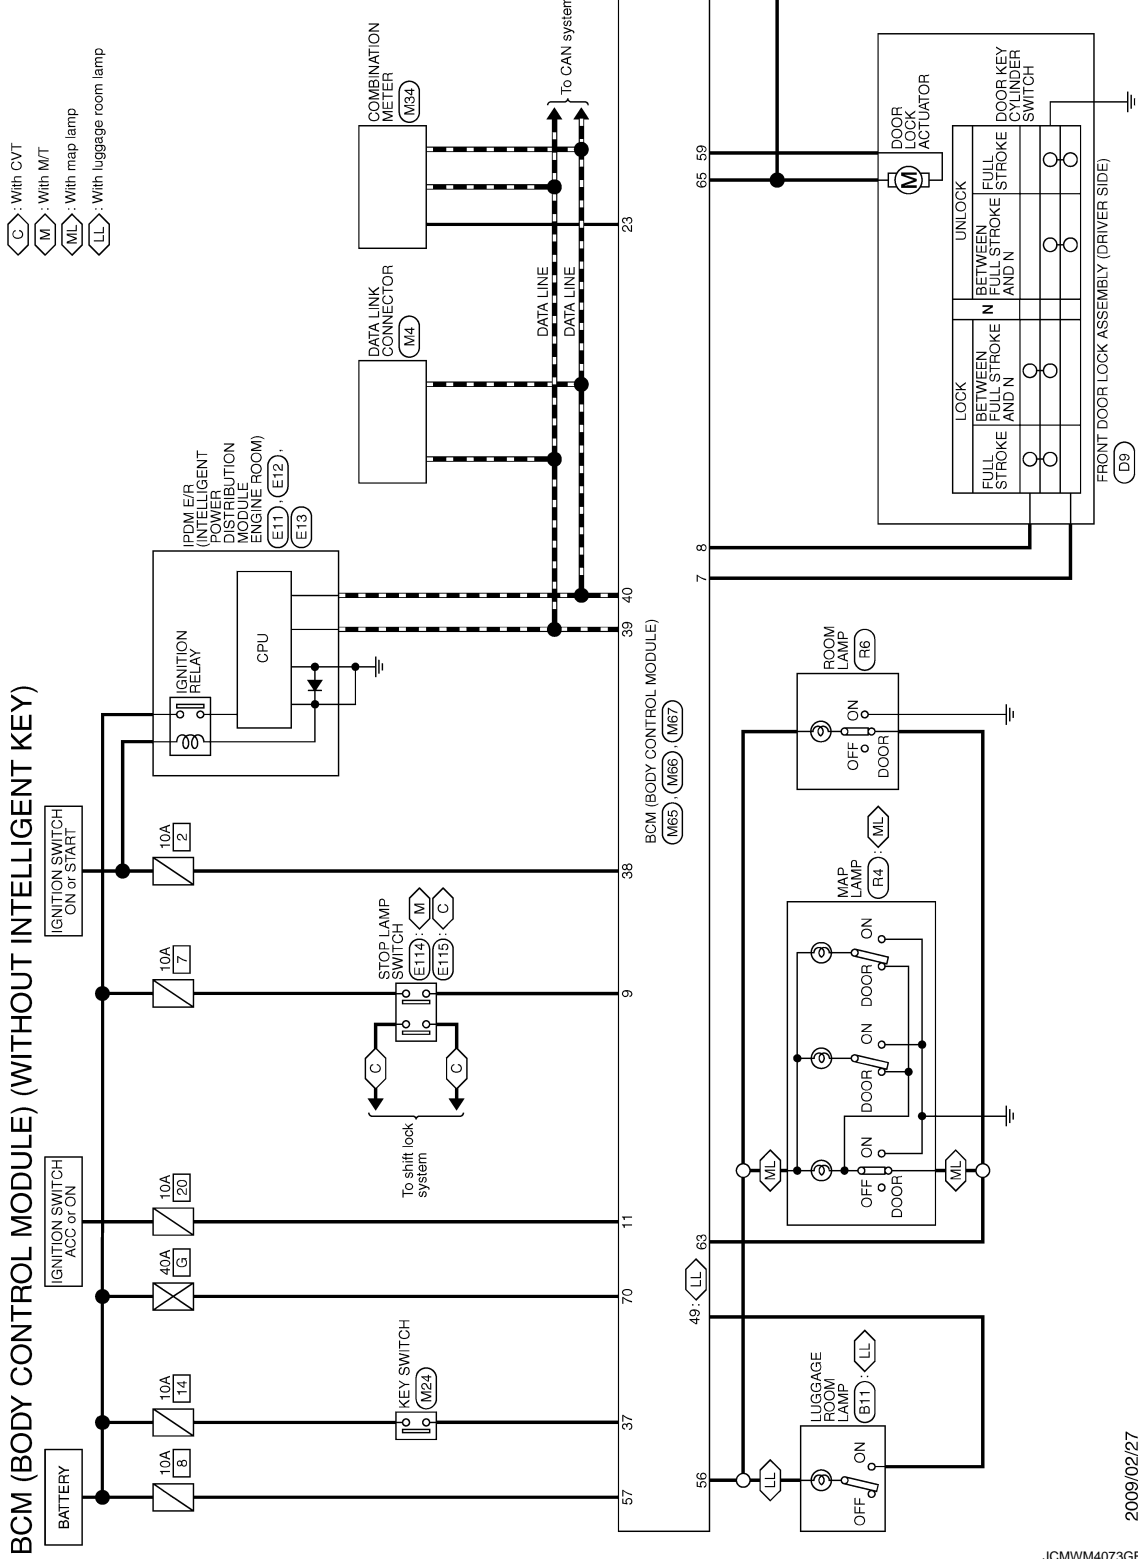 BCM (BODY CONTROL MODULE) (WITHOUT INTELLIGENT KEY)
C : With CVT
M : With M/T
ML : With map lamp
LL : With luggage room lamp
BATTERY
IGNITION SWITCH
ACC or ON
IGNITION SWITCH
ON or START
10A
8
10A
14
40A
G
10A
20
10A
7
10A
2
IGNITION
RELAY
CPU
IPDM E/R
(INTELLIGENT
POWER
DISTRIBUTION
MODULE
ENGINE ROOM)
E11 , E12 ,
E13
KEY SWITCH
M24
To shift lock
system
C
C
STOP LAMP
SWITCH
E114 : M
E115 : C
DATA LINK
CONNECTOR
M4
COMBINATION
METER
M34
DATA LINE
DATA LINE
To CAN system
57
37
70
11
9
38
39
40
23
BCM (BODY CONTROL MODULE)
M65 , M66 , M67
56
49 : LL
63
7
8
65
59
LL
LUGGAGE
ROOM
LAMP
B11 : LL
OFF
ON
ML
ML
MAP
LAMP
R4 : ML
OFF
ON
DOOR
DOOR
ON
DOOR
ON
ROOM
LAMP
R6
OFF
ON
DOOR
DOOR
LOCK
ACTUATOR
M
DOOR KEY
CYLINDER
SWITCH
LOCK
N
UNLOCK
FULL
STROKE
BETWEEN
FULL STROKE
AND N
BETWEEN
FULL STROKE
AND N
FULL
STROKE
FRONT DOOR LOCK ASSEMBLY (DRIVER SIDE)
D9
2009/02/27